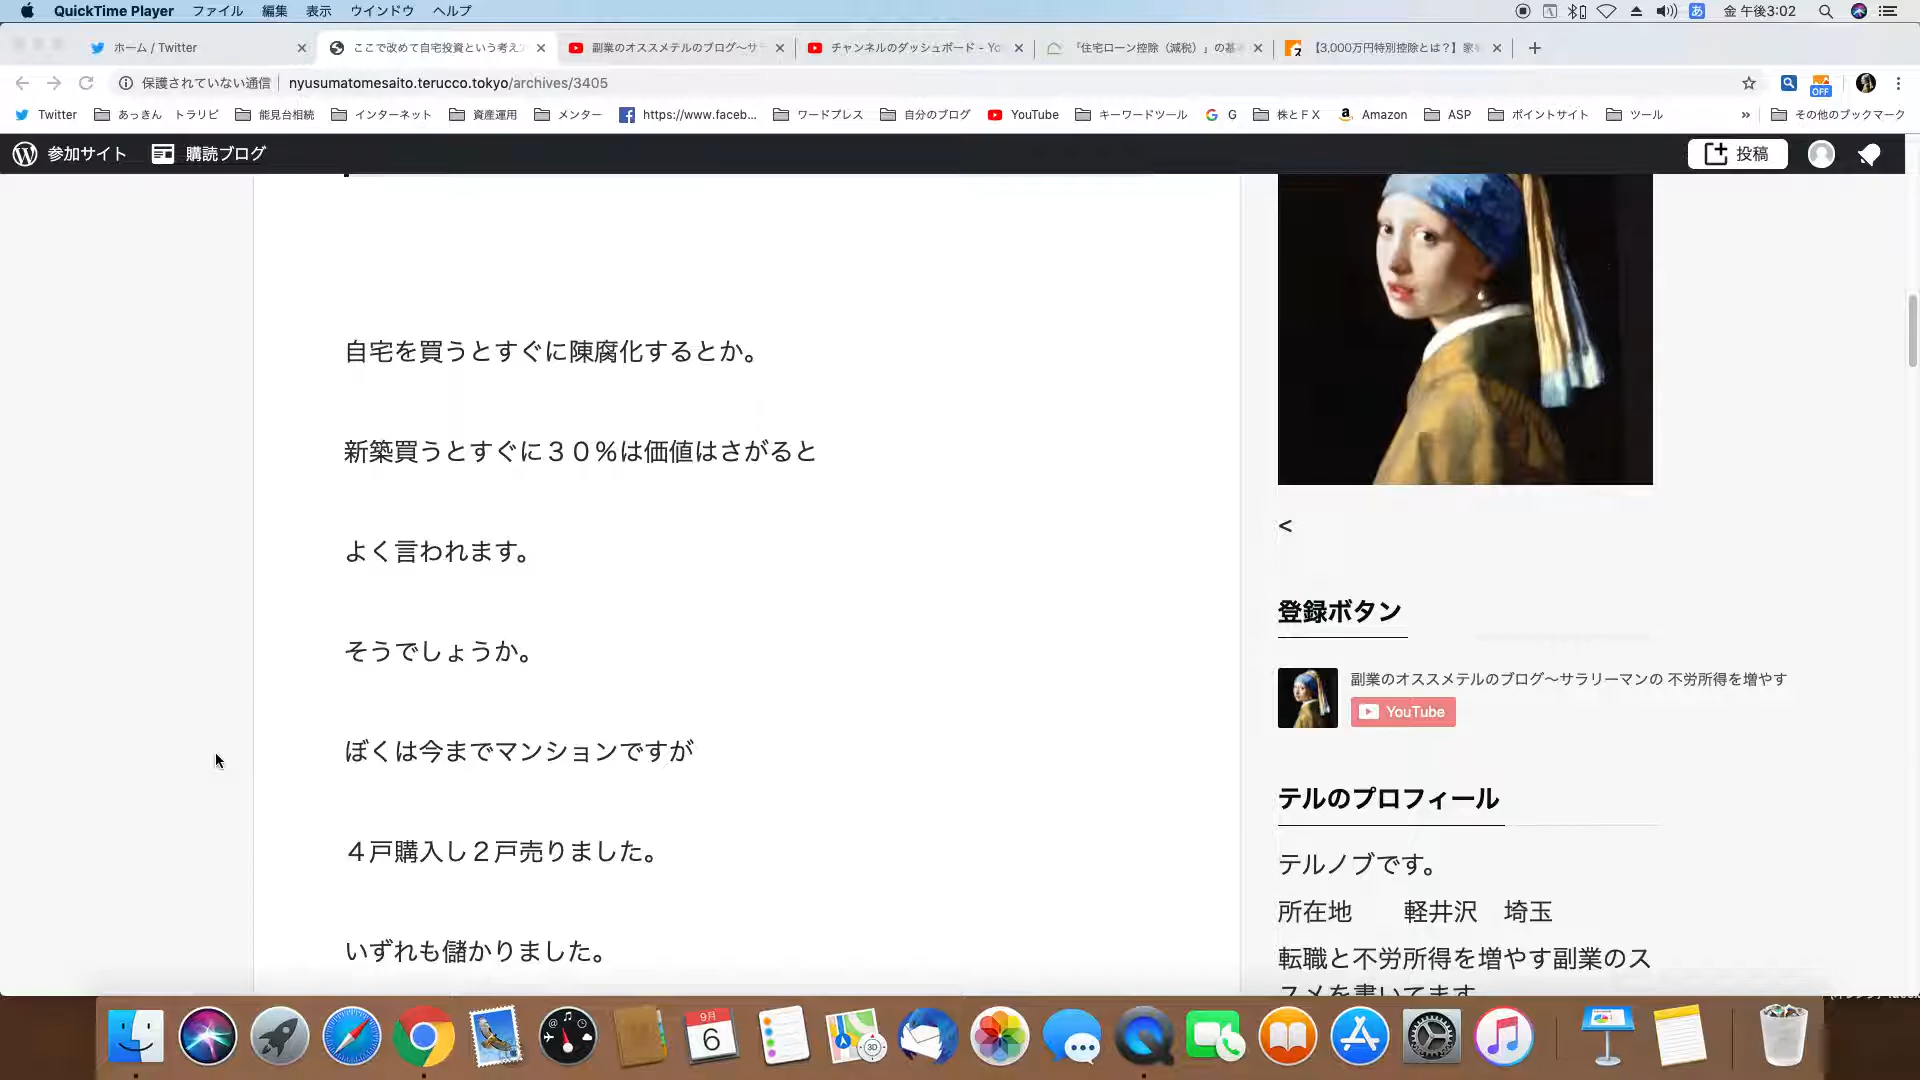 QuickTime Player ファイル 編集 表示 ウインドウ ヘルプ あ 金 午後3:02
ホーム / Twitter ここで改めて自宅投資という考え 副業のオススメテルのブログ〜サラ チャンネルのダッシュボード - Yo 「住宅ローン控除（減税）」の基 【3,000万円特別控除とは？】家
保護されていない通信 nyusumatomesaito.terucco.tokyo/archives/3405 OFF
Twitter あっきん トラリピ 能見台相続 インターネット 資産運用 メンター https://www.faceb... ワードプレス 自分のブログ YouTube キーワードツール G 株とＦＸ Amazon ASP ポイントサイト ツール » その他のブックマーク
参加サイト 購読ブログ 投稿
自宅を買うとすぐに陳腐化するとか。
新築買うとすぐに３０％は価値はさがると
よく言われます。
そうでしょうか。
ぼくは今までマンションですが
４戸購入し２戸売りました。
いずれも儲かりました。
<
登録ボタン
副業のオススメテルのブログ〜サラリーマンの 不労所得を増やす
YouTube
テルのプロフィール
テルノブです。
所在地　　軽井沢　埼玉
転職と不労所得を増やす副業のス
スメを書いてます
9月
6
3D